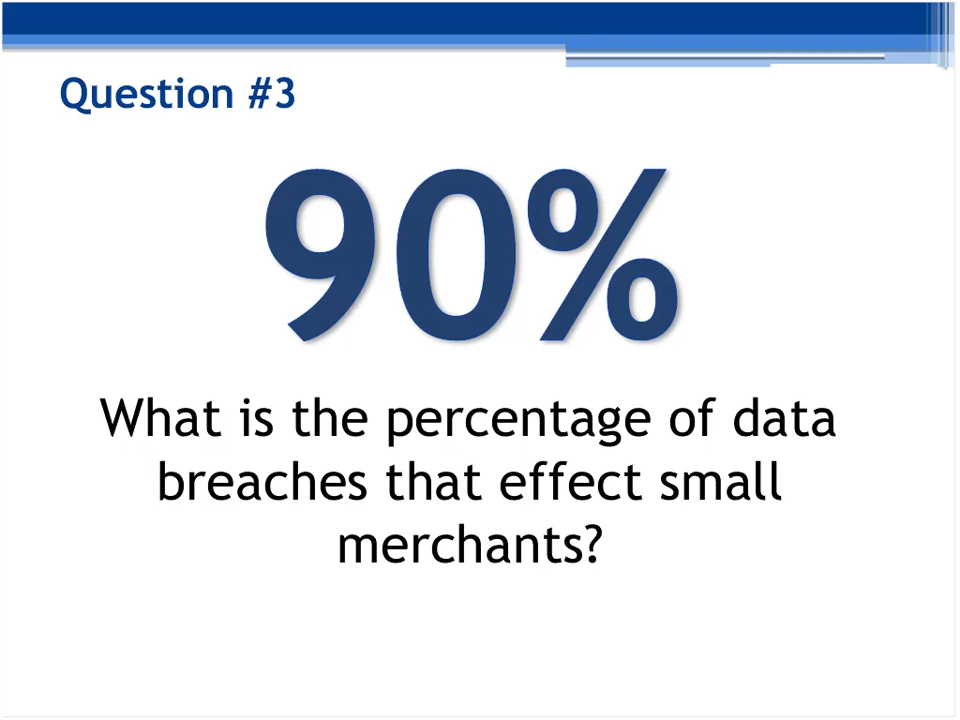 Question #3
90%
What is the percentage of data
breaches that effect small
merchants?